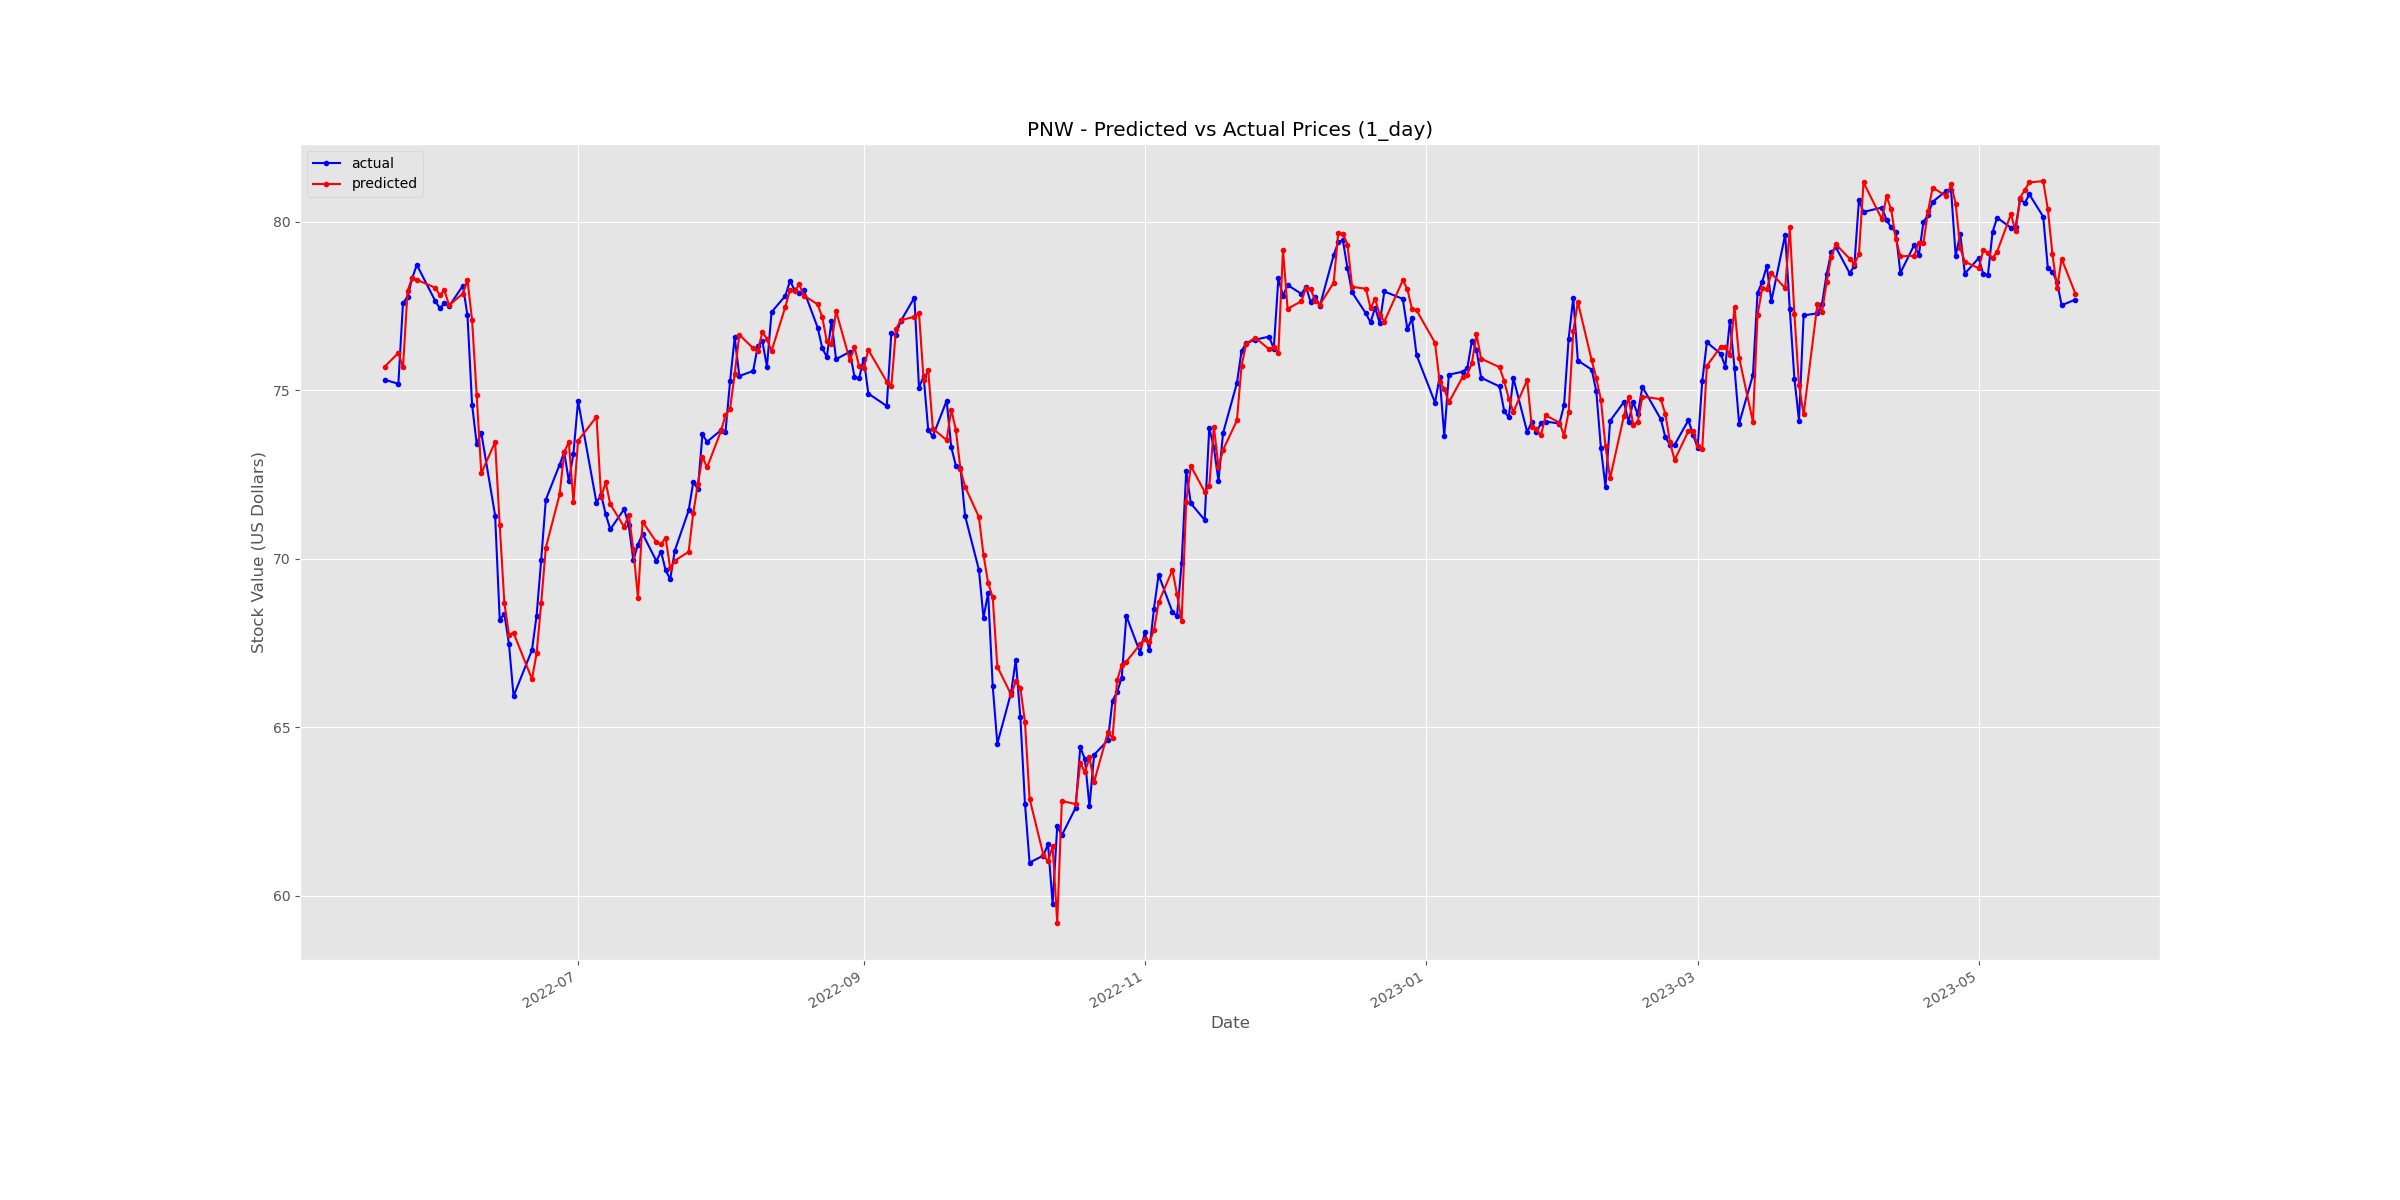 PNW - Predicted vs Actual Prices (1_day)
actual
predicted
80
75
70
65
60
Stock Value (US Dollars)
2022-07
2022-09
2022-11
2023-01
2023-03
2023-05
Date